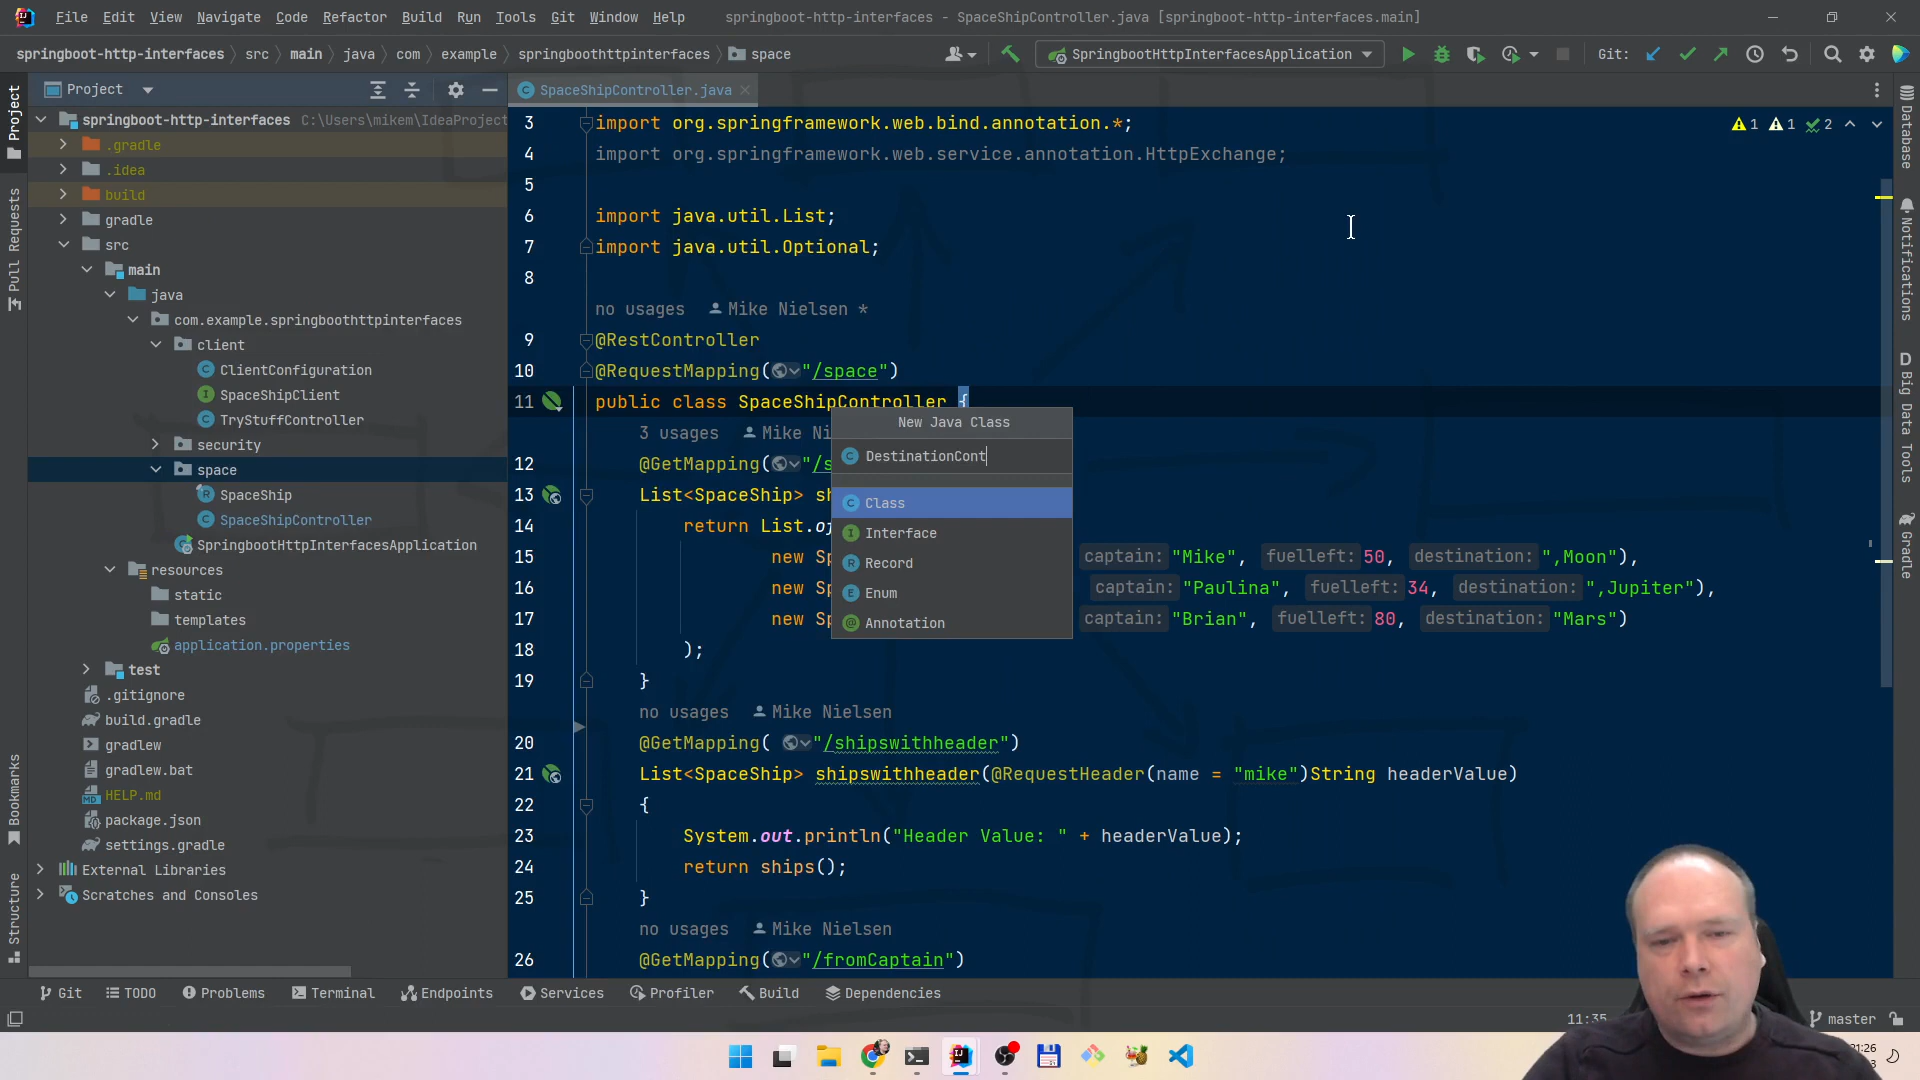 File Edit View Navigate Code Refactor Build Run Tools Git Window Help springboot-http-interfaces - SpaceShipController.java [springboot-http-interfaces.main]
springboot-http-interfaces src main java com example springboothttpinterfaces space SpringbootHttpInterfacesApplication Git:
Project
SpaceShipController.java
springboot-http-interfaces C:\Users\mikem\IdeaProject
.gradle
.idea
build
gradle
src
main
java
com.example.springboothttpinterfaces
client
ClientConfiguration
SpaceShipClient
TryStuffController
security
space
SpaceShip
SpaceShipController
SpringbootHttpInterfacesApplication
resources
static
templates
application.properties
test
.gitignore
build.gradle
gradlew
gradlew.bat
HELP.md
package.json
settings.gradle
External Libraries
Scratches and Consoles
Project
Pull Requests
Bookmarks
Structure
3 import org.springframework.web.bind.annotation.*;
1 1 2
4 import org.springframework.web.service.annotation.HttpExchange;
5
6 import java.util.List;
7 import java.util.Optional;
8
no usages Mike Nielsen *
9 @RestController
10 @RequestMapping("/space")
11 public class SpaceShipController {
3 usages Mike Ni
12 @GetMapping("/s
13 List<SpaceShip> sh
14 return List.of
15 new Sp captain: "Mike", fuelleft: 50, destination: ",Moon"),
16 new Sp captain: "Paulina", fuelleft: 34, destination: ",Jupiter"),
17 new Sp captain: "Brian", fuelleft: 80, destination: "Mars")
18 );
19 }
no usages Mike Nielsen
20 @GetMapping( "/shipswithheader")
21 List<SpaceShip> shipswithheader(@RequestHeader(name = "mike")String headerValue)
22 {
23 System.out.println("Header Value: " + headerValue);
24 return ships();
25 }
no usages Mike Nielsen
26 @GetMapping("/fromCaptain")
New Java Class
DestinationCont
Class
Interface
Record
Enum
Annotation
Database
Notifications
Big Data Tools
Gradle
Git TODO Problems Terminal Endpoints Services Profiler Build Dependencies
11:35 master